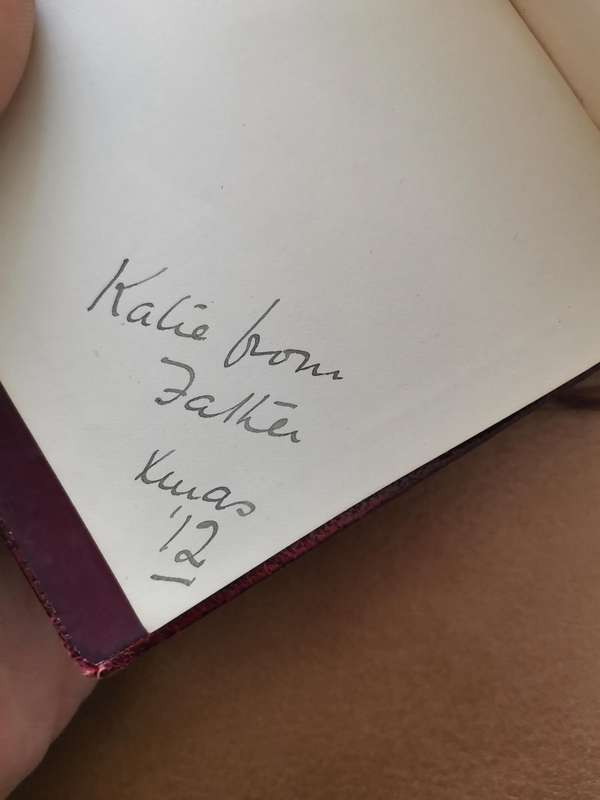 Katie from
Father
Xmas
'12